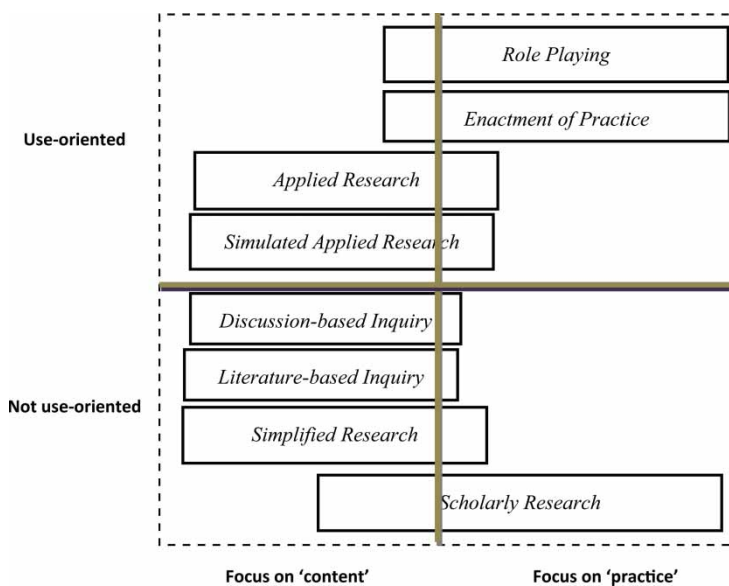 Role Playing
Enactment of Practice
Use-oriented
Applied Research
Simulated Applied Research
Discussion-based Inquiry
Literature-based Inquiry
Not use-oriented
Simplified Research
Scholarly Research
Focus on ‘content’
Focus on ‘practice’